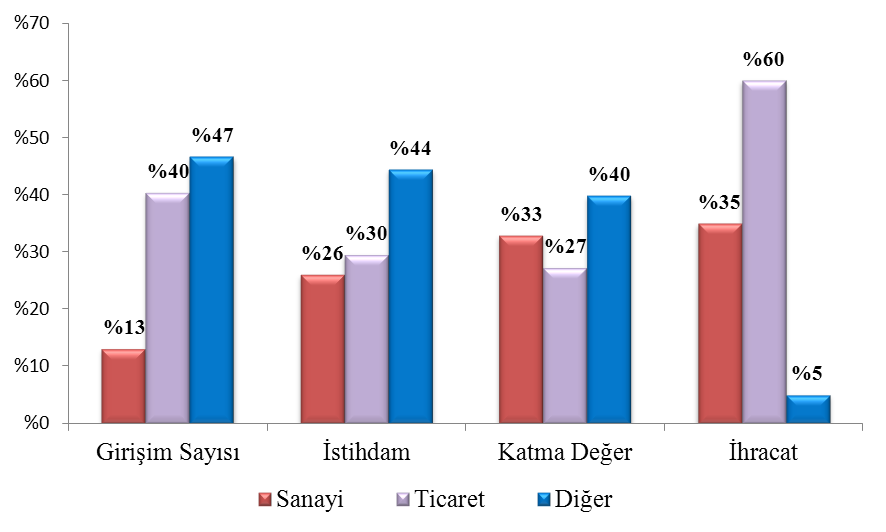 %70
%60
%50
%40
%30
%20
%10
%0
%13
%40
%47
%26
%30
%44
%33
%27
%40
%35
%60
%5
Girişim Sayısı
İstihdam
Katma Değer
İhracat
Sanayi
Ticaret
Diğer